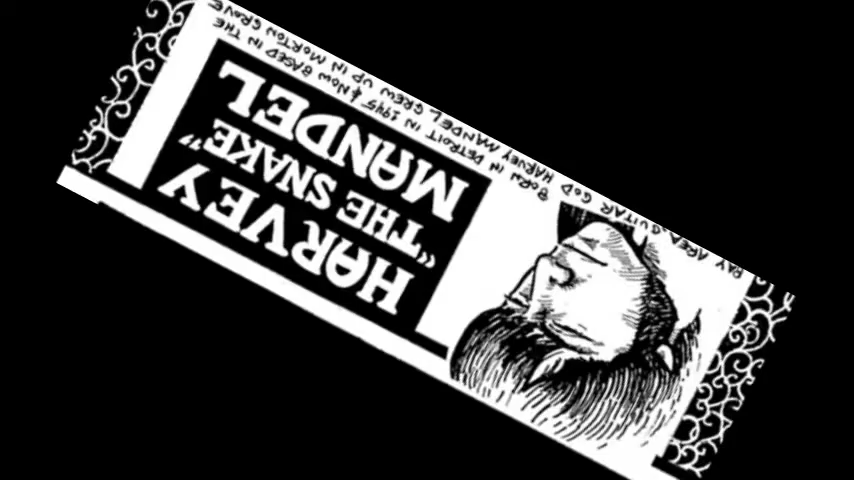 HARVEY
"THE SNAKE"
MANDEL
BORN IN DETROIT IN 1945 & NOW BASED IN THE
BAY AREA, GUITAR GOD HARVEY MANDEL GREW UP IN MORTON GROVE